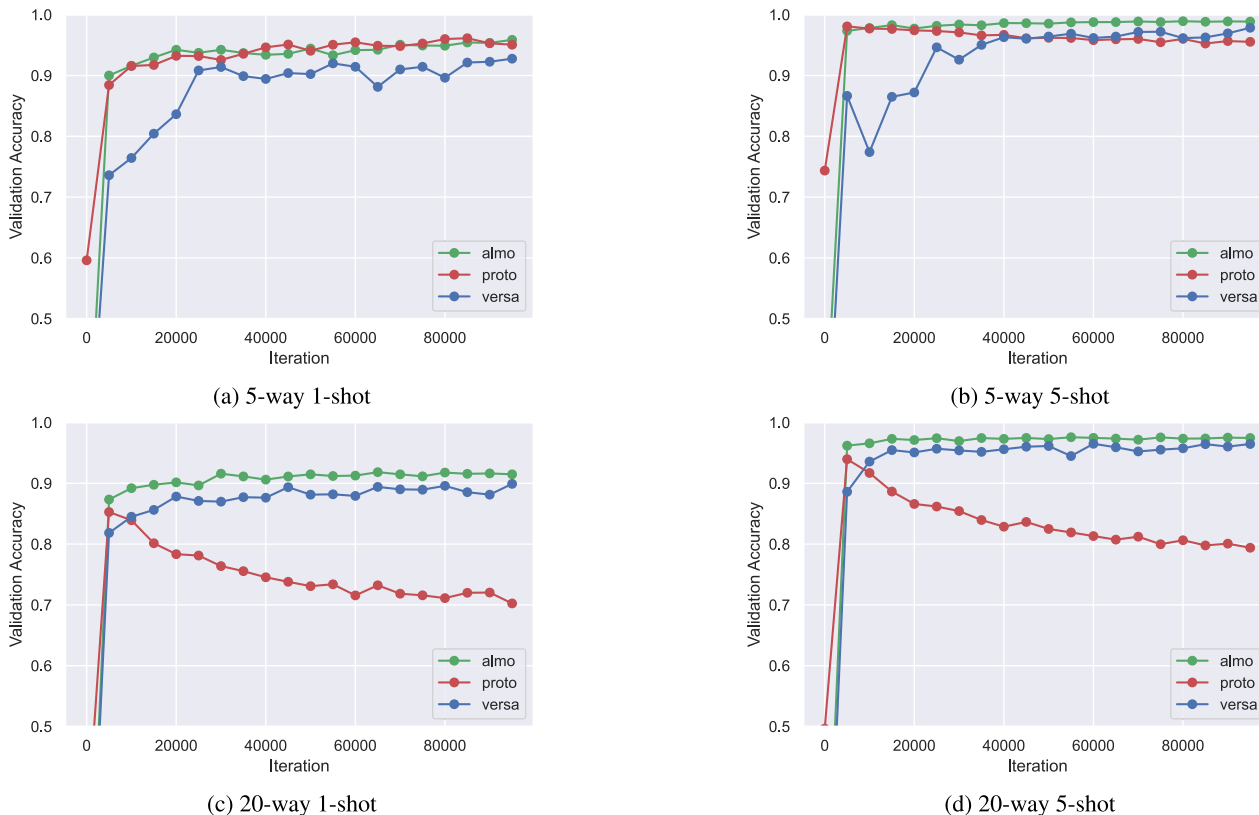 1.0
0.9
0.8
0.7
0.6
0.5
Validation Accuracy
almo
proto
versa
0 20000 40000 60000 80000
Iteration
(a) 5-way 1-shot
1.0
0.9
0.8
0.7
0.6
0.5
Validation Accuracy
almo
proto
versa
0 20000 40000 60000 80000
Iteration
(b) 5-way 5-shot
1.0
0.9
0.8
0.7
0.6
0.5
Validation Accuracy
almo
proto
versa
0 20000 40000 60000 80000
Iteration
(c) 20-way 1-shot
1.0
0.9
0.8
0.7
0.6
0.5
Validation Accuracy
almo
proto
versa
0 20000 40000 60000 80000
Iteration
(d) 20-way 5-shot